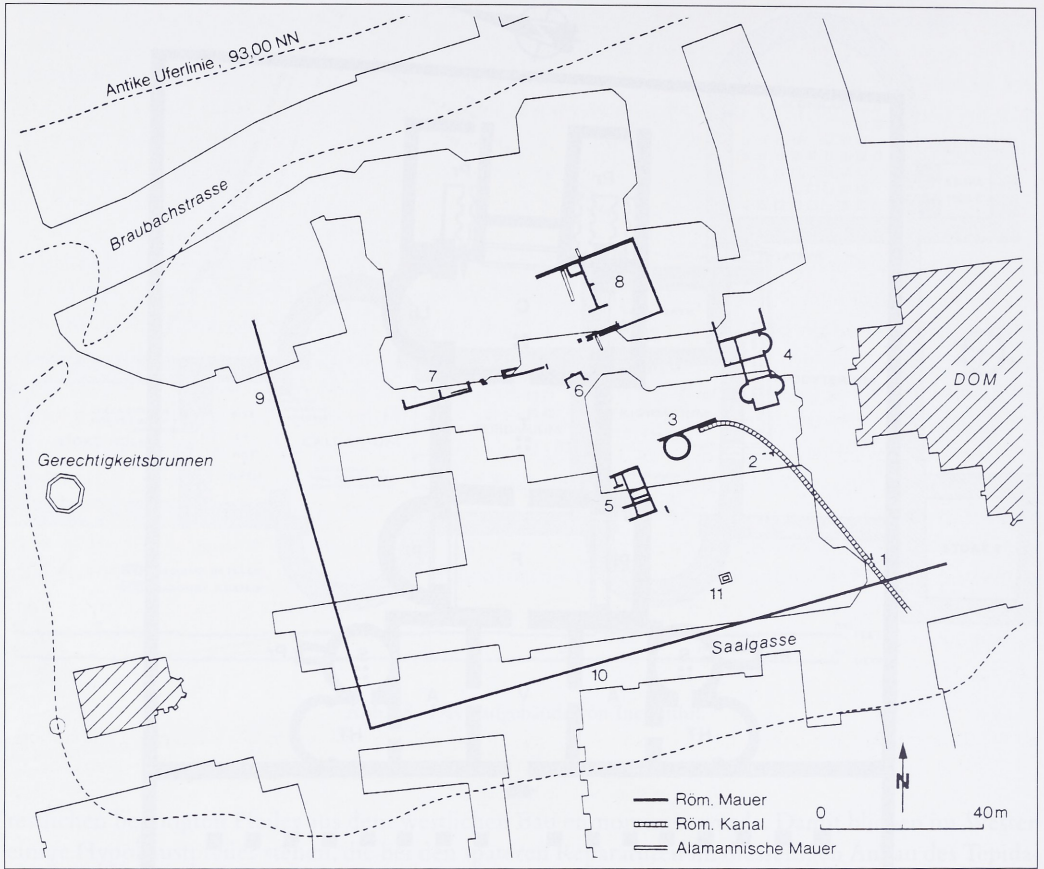 Antike Uferlinie, 93,00 NN
Braubachstrasse
8
4
7
6
DOM
9
3
Gerechtigkeitsbrunnen
2
5
1
11
Saalgasse
10
N
Röm. Mauer
0 40m
Röm. Kanal
Alamannische Mauer